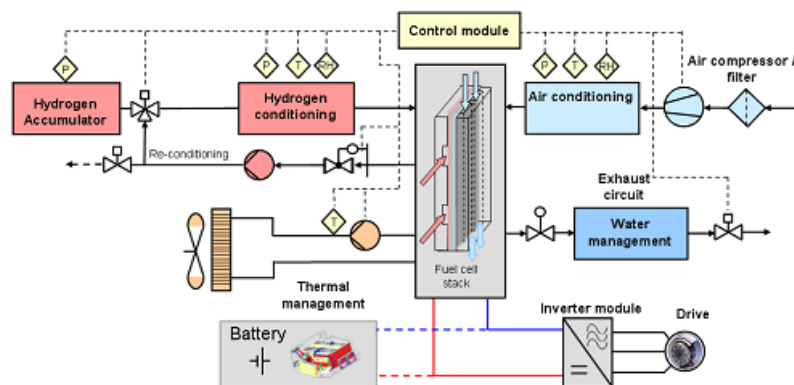 Control module
P
P
T
RH
P
T
RH
Air compressor /
filter
Hydrogen
Accumulator
Hydrogen
conditioning
Air conditioning
Re-conditioning
Exhaust
circuit
T
Water
management
Fuel cell
stack
Thermal
management
Inverter module
Drive
Battery